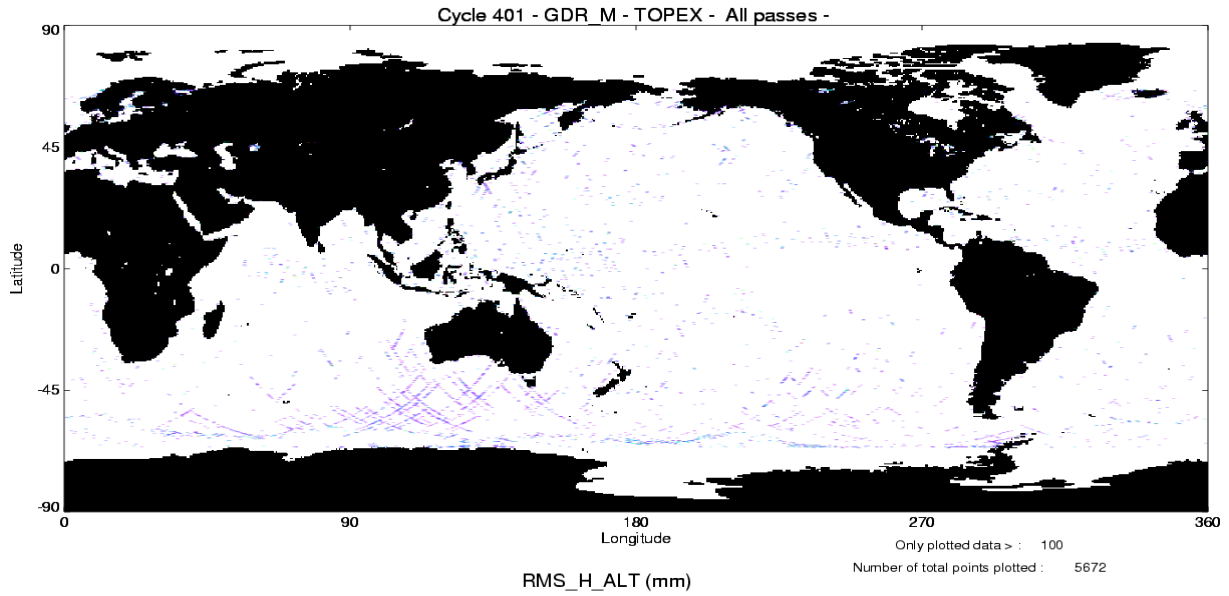 Cycle 401 - GDR_M - TOPEX -  All passes -
90
45
0
-45
-90
Latitude
0 90 180 270 360
Longitude
Only plotted data > : 100
Number of total points plotted : 5672
RMS_H_ALT (mm)